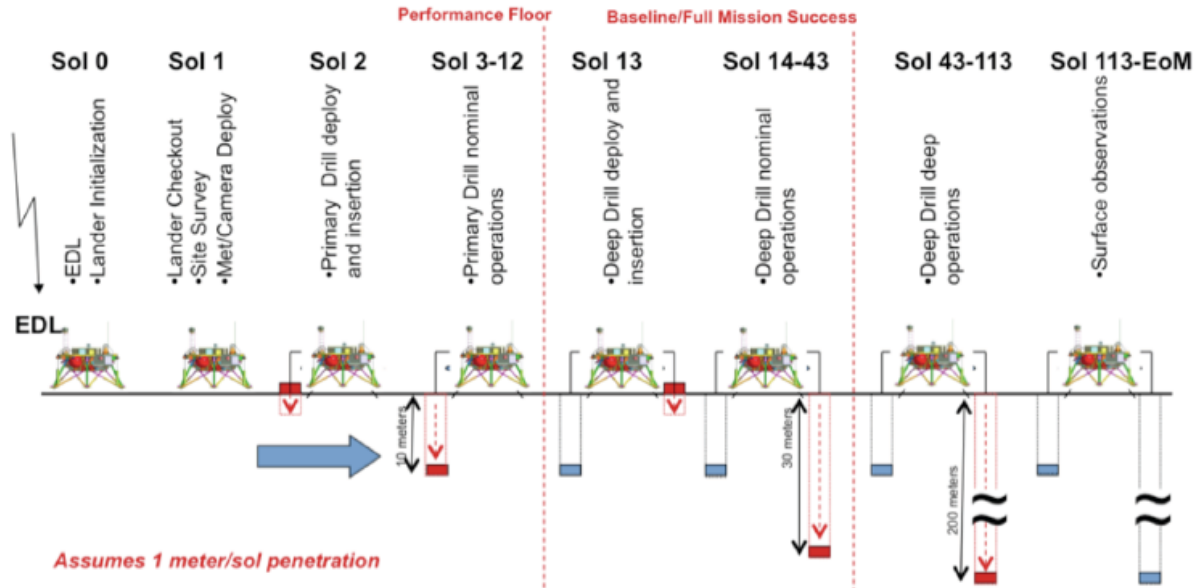 Performance Floor
Baseline/Full Mission Success
Sol 0
Sol 1
Sol 2
Sol 3-12
Sol 13
Sol 14-43
Sol 43-113
Sol 113-EoM
•EDL
•Lander Initialization
•Lander Checkout
•Site Survey
•Met/Camera Deploy
•Primary Drill deploy
and insertion
•Primary Drill nominal
operations
•Deep Drill deploy and
insertion
•Deep Drill nominal
operations
•Deep Drill deep
operations
•Surface observations
EDL
10 meters
30 meters
200 meters
Assumes 1 meter/sol penetration